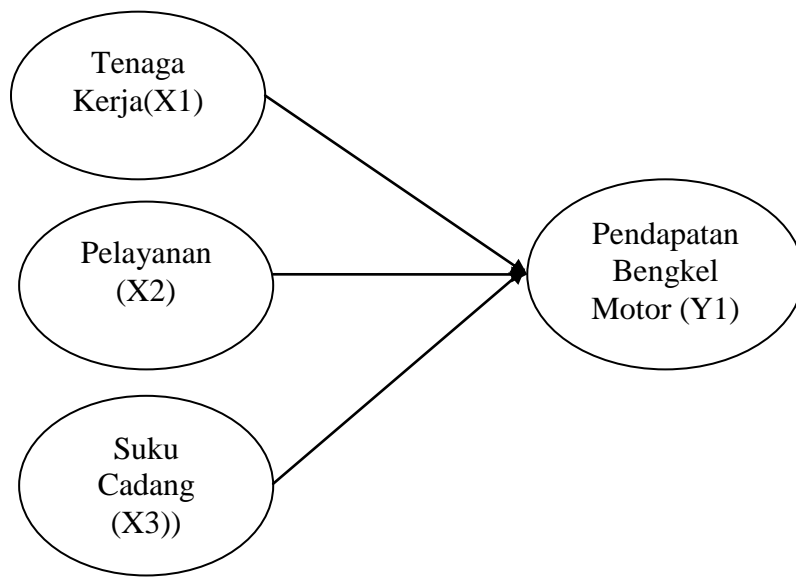 Tenaga
Kerja(X1)
Pelayanan
(X2)
Suku
Cadang
(X3))
Pendapatan
Bengkel
Motor (Y1)